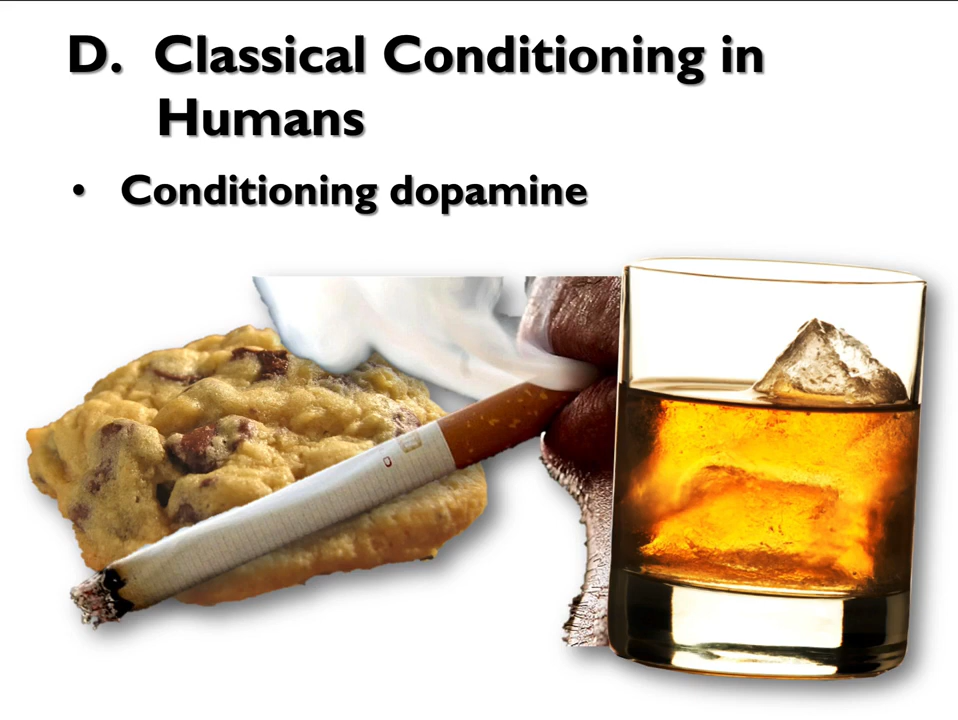 D. Classical Conditioning in
Humans
• Conditioning dopamine